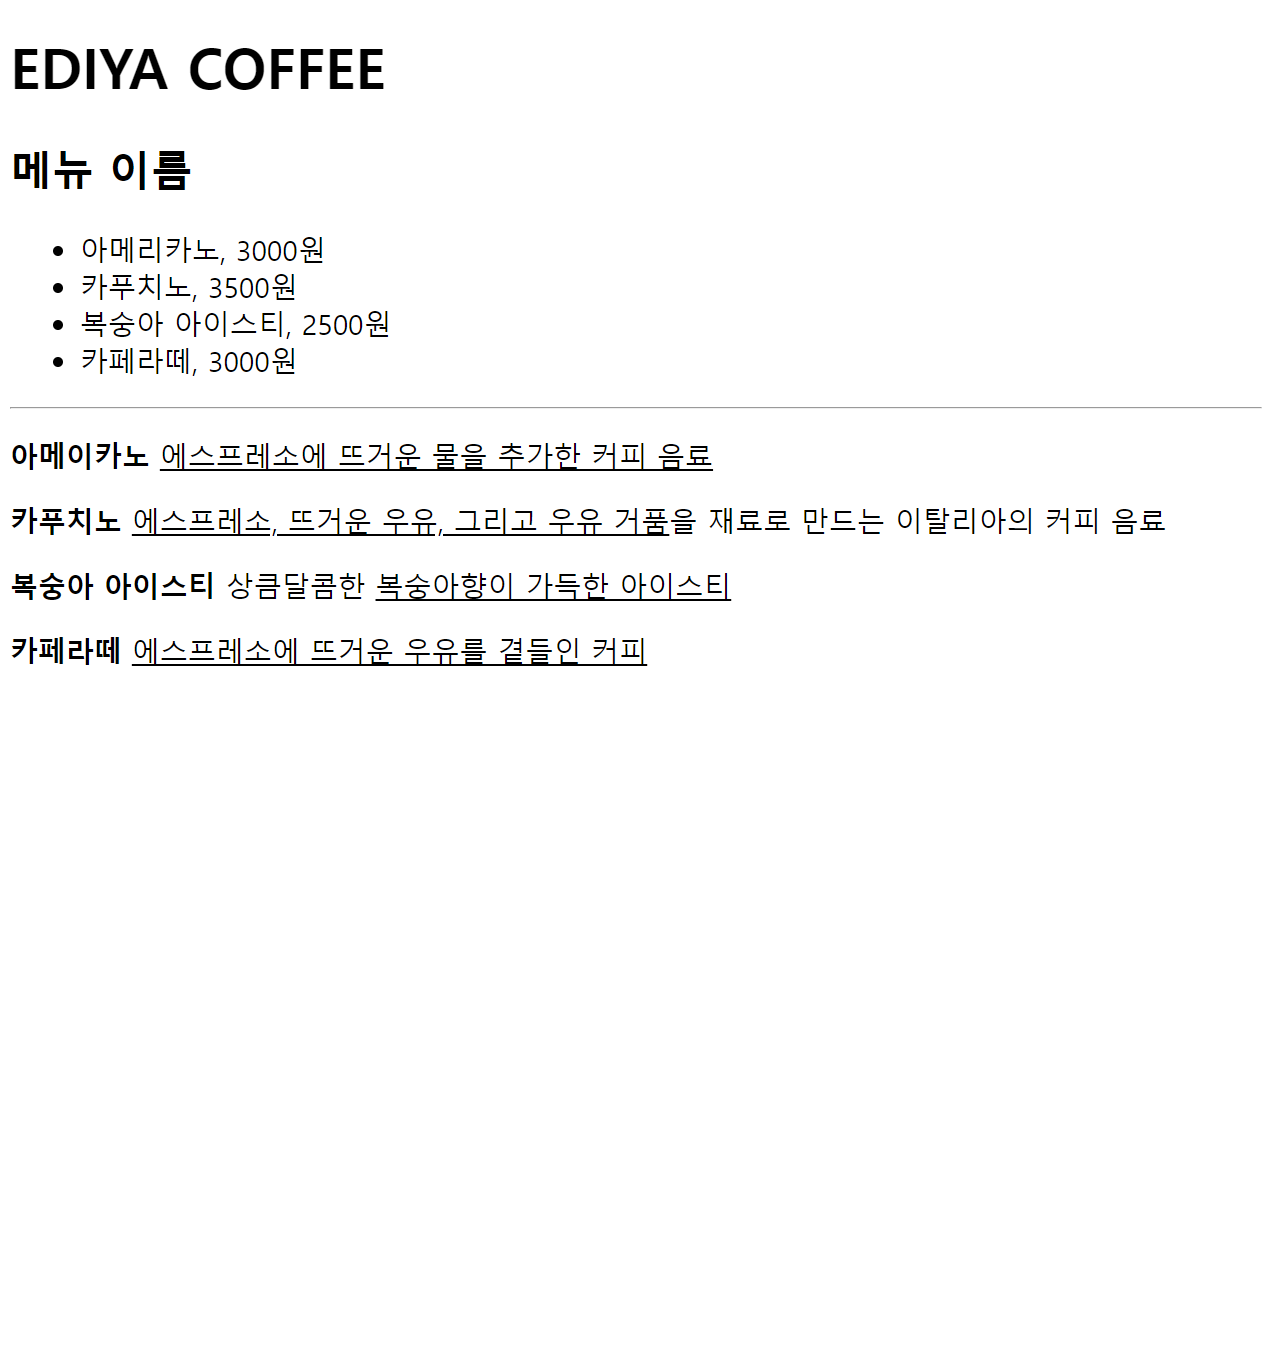 EDIYA COFFEE
메뉴 이름
아메리카노, 3000원
카푸치노, 3500원
복숭아 아이스티, 2500원
카페라떼, 3000원
아메이카노 에스프레소에 뜨거운 물을 추가한 커피 음료
카푸치노 에스프레소, 뜨거운 우유, 그리고 우유 거품을 재료로 만드는 이탈리아의 커피 음료
복숭아 아이스티 상큼달콤한 복숭아향이 가득한 아이스티
카페라떼 에스프레소에 뜨거운 우유를 곁들인 커피